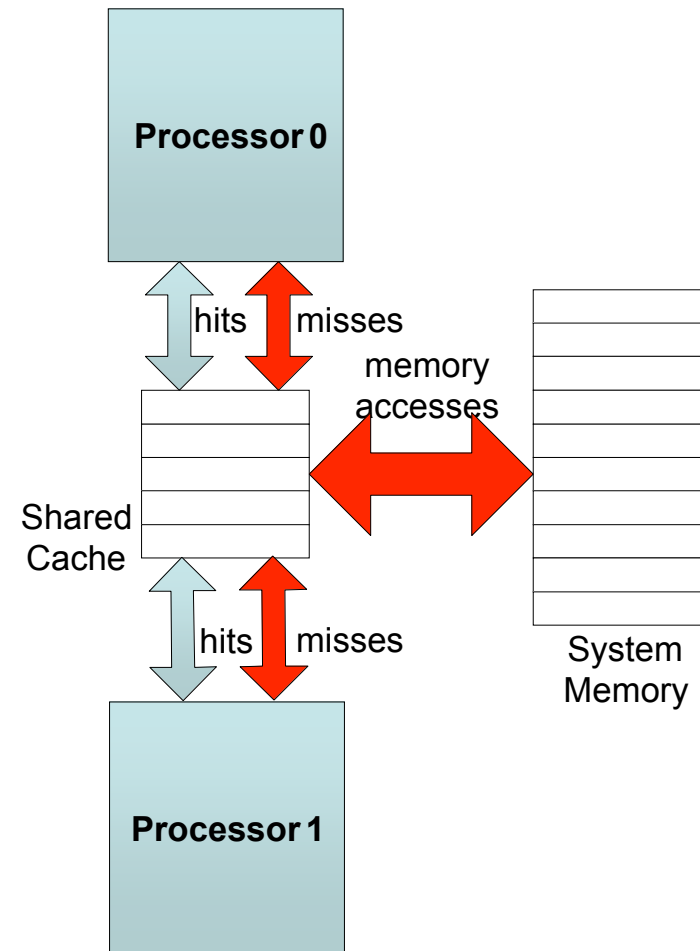 Processor 0
hits
misses
memory
accesses
Shared
Cache
hits
misses
System
Memory
Processor 1